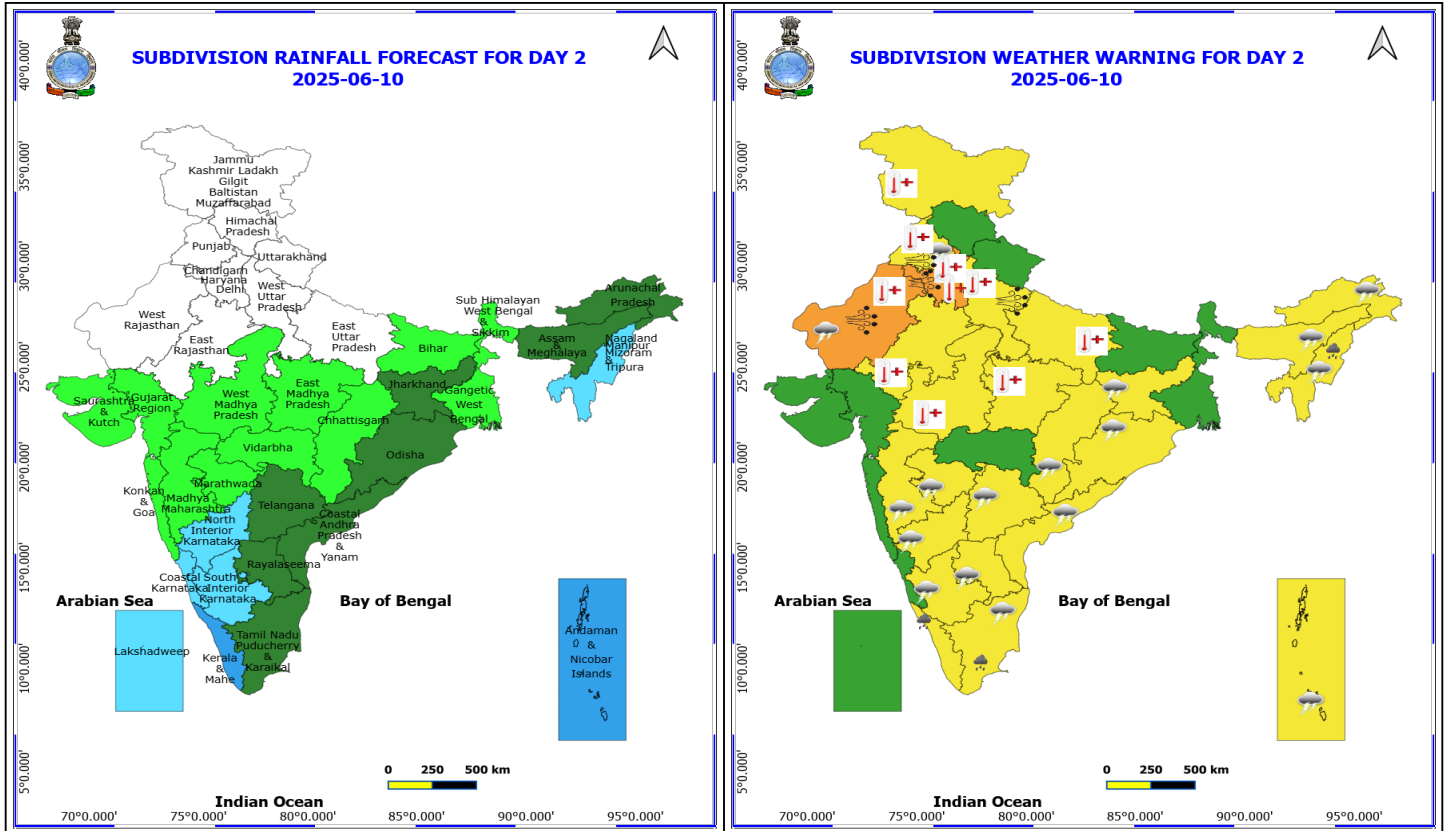 SUBDIVISION RAINFALL FORECAST FOR DAY 2
2025-06-10
40°0.000'
35°0.000'
30°0.000'
25°0.000'
20°0.000'
15°0.000'
10°0.000'
5°0.000'
Jammu
Kashmir Ladakh
Gilgit
Baltistan
Muzaffarabad
Himachal
Pradesh
Punjab
Uttarakhand
Chandigarh
Haryana
Delhi
West
Uttar
Pradesh
West
Rajasthan
East
Rajasthan
East
Uttar
Pradesh
Sub Himalayan
West Bengal
&
Sikkim
Arunachal
Pradesh
Assam
&
Meghalaya
Nagaland
Manipur
Mizoram
&
Tripura
Bihar
Jharkhand
Gangetic
West
Bengal
Saurashtra
&
Kutch
Gujarat
Region
West
Madhya
Pradesh
East
Madhya
Pradesh
Chhattisgarh
Vidarbha
Odisha
Konkan
&
Goa
Madhya
Maharashtra
Marathwada
Telangana
North
Interior
Karnataka
Coastal
Andhra
Pradesh
&
Yanam
Rayalaseema
Coastal
Karnataka
South
Interior
Karnataka
Arabian Sea
Bay of Bengal
Lakshadweep
Kerala
&
Mahe
Tamil Nadu
Puducherry
&
Karaikal
Andaman
&
Nicobar
Islands
0 250 500 km
Indian Ocean
70°0.000' 75°0.000' 80°0.000' 85°0.000' 90°0.000' 95°0.000'
SUBDIVISION WEATHER WARNING FOR DAY 2
2025-06-10
40°0.000'
35°0.000'
30°0.000'
25°0.000'
20°0.000'
15°0.000'
10°0.000'
5°0.000'
Arabian Sea
Bay of Bengal
0 250 500 km
Indian Ocean
70°0.000' 75°0.000' 80°0.000' 85°0.000' 90°0.000' 95°0.000'